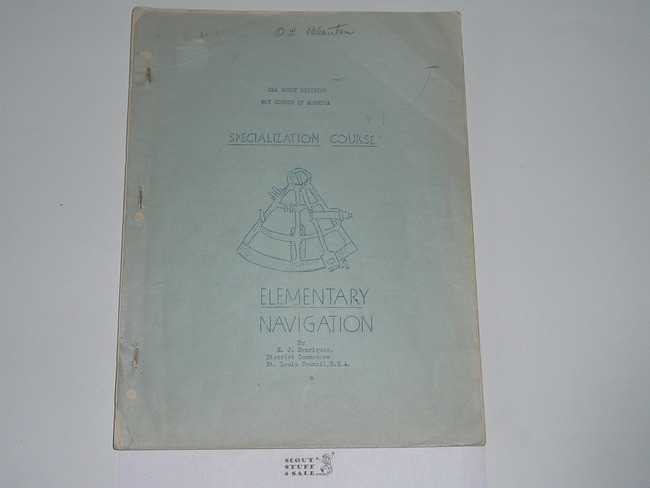 O. L. Blanton
SEA SCOUT DIVISION
BOY SCOUTS OF AMERICA
SPECIALIZATION COURSE
ELEMENTARY
NAVIGATION
By
J. Henriques.
District Commodore
St. Louis Council, B.S.A.
SCOUT
STUFF
4 SALE...